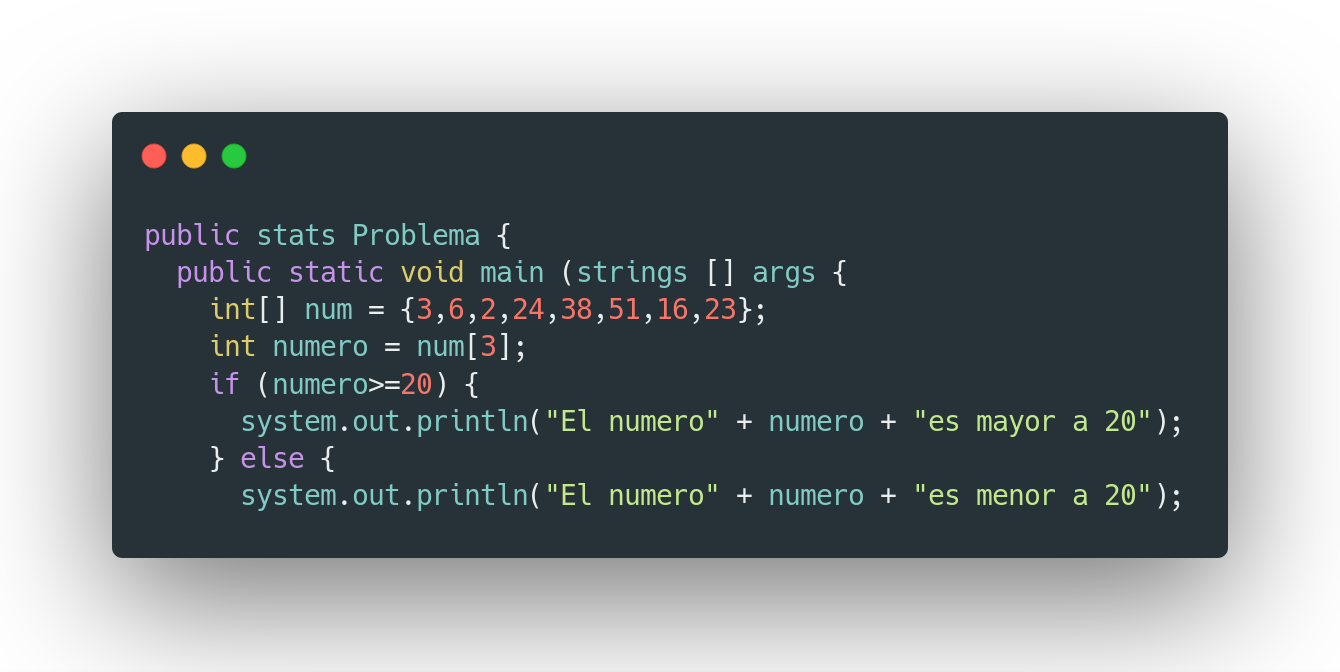 public stats Problema {
  public static void main (strings [] args {
    int[] num = {3,6,2,24,38,51,16,23};
    int numero = num[3];
    if (numero>=20) {
      system.out.println("El numero" + numero + "es mayor a 20");
    } else {
      system.out.println("El numero" + numero + "es menor a 20");